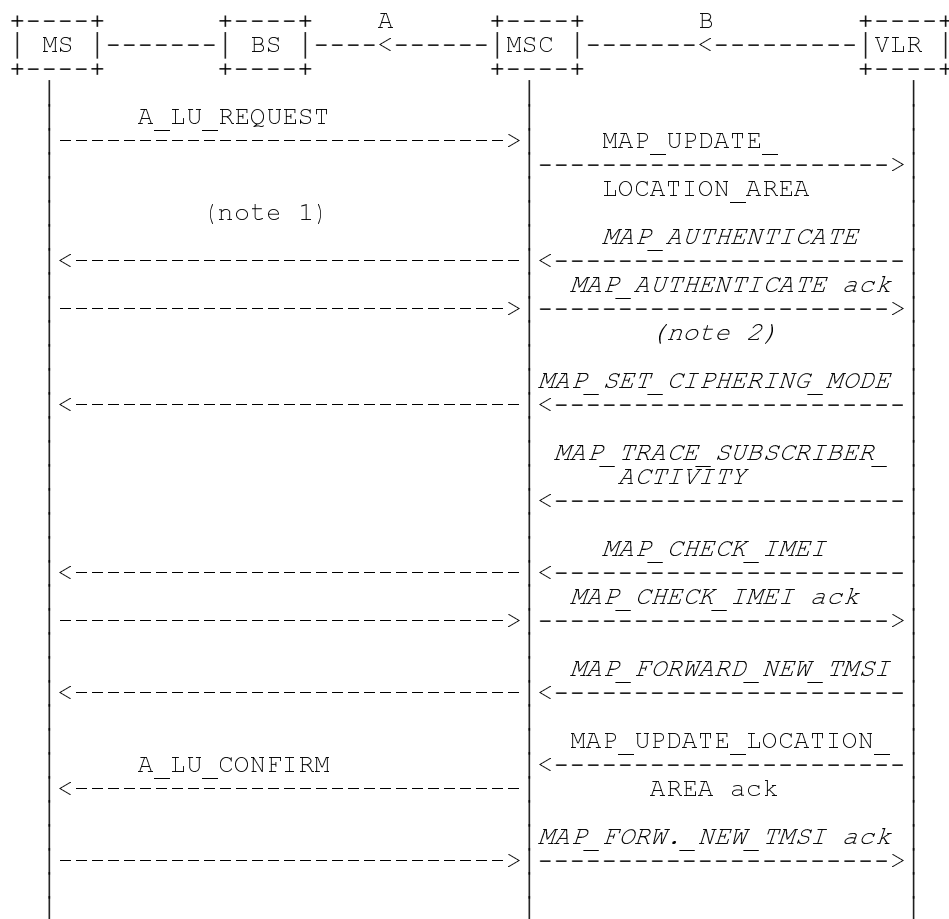 A B
MS BS MSC VLR
A_LU_REQUEST
MAP_UPDATE_
LOCATION_AREA
(note 1)
MAP_AUTHENTICATE
MAP_AUTHENTICATE ack
(note 2)
MAP_SET_CIPHERING_MODE
MAP_TRACE_SUBSCRIBER_
ACTIVITY
MAP_CHECK_IMEI
MAP_CHECK_IMEI ack
MAP_FORWARD_NEW_TMSI
MAP_UPDATE_LOCATION_
A_LU_CONFIRM
AREA ack
MAP_FORW._NEW_TMSI ack